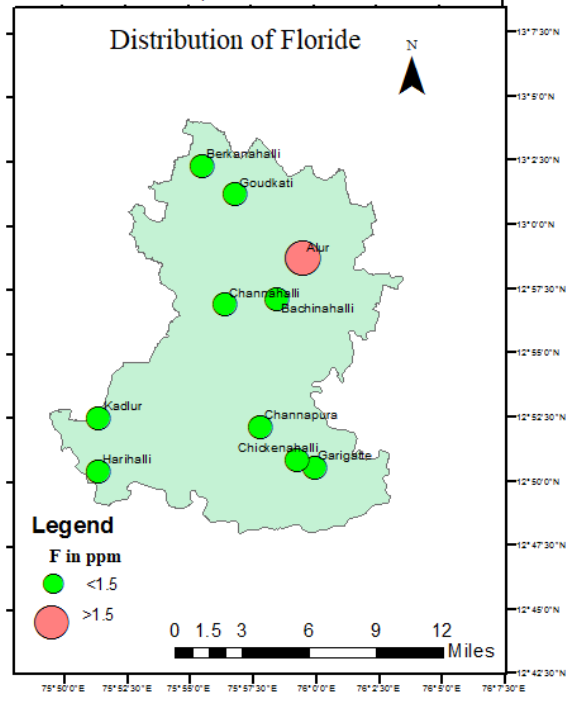 Distribution of Floride
N
Berkanahalli
Goudkati
Alur
Channahalli
Bachinahalli
Kadlur
Channapura
Chickenahalli
Garigatte
Harihalli
Legend
F in ppm
<1.5
>1.5
0 1.5 3 6 9 12
Miles
13°7'30"N
13°5'0"N
13°2'30"N
13°0'0"N
12°57'30"N
12°55'0"N
12°52'30"N
12°50'0"N
12°47'30"N
12°45'0"N
12°42'30"N
75°50'0"E 75°52'30"E 75°55'0"E 75°57'30"E 76°0'0"E 76°2'30"E 76°5'0"E 76°7'30"E